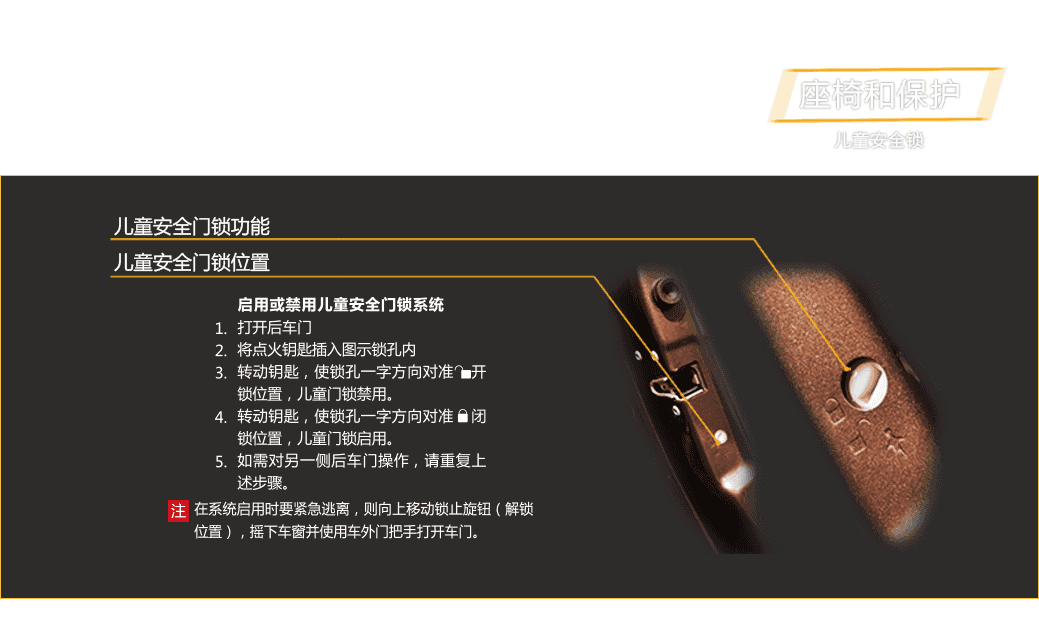 座椅和保护
儿童安全锁
儿童安全门锁功能
儿童安全门锁位置
启用或禁用儿童安全门锁系统
1. 打开后车门
2. 将点火钥匙插入图示锁孔内
3. 转动钥匙，使锁孔一字方向对准🔓开
锁位置，儿童门锁禁用。
4. 转动钥匙，使锁孔一字方向对准🔒闭
锁位置，儿童门锁启用。
5. 如需对另一侧后车门操作，请重复上
述步骤。
注 在系统启用时要紧急逃离，则向上移动锁止旋钮（解锁
位置），摇下车窗并使用车外门把手打开车门。